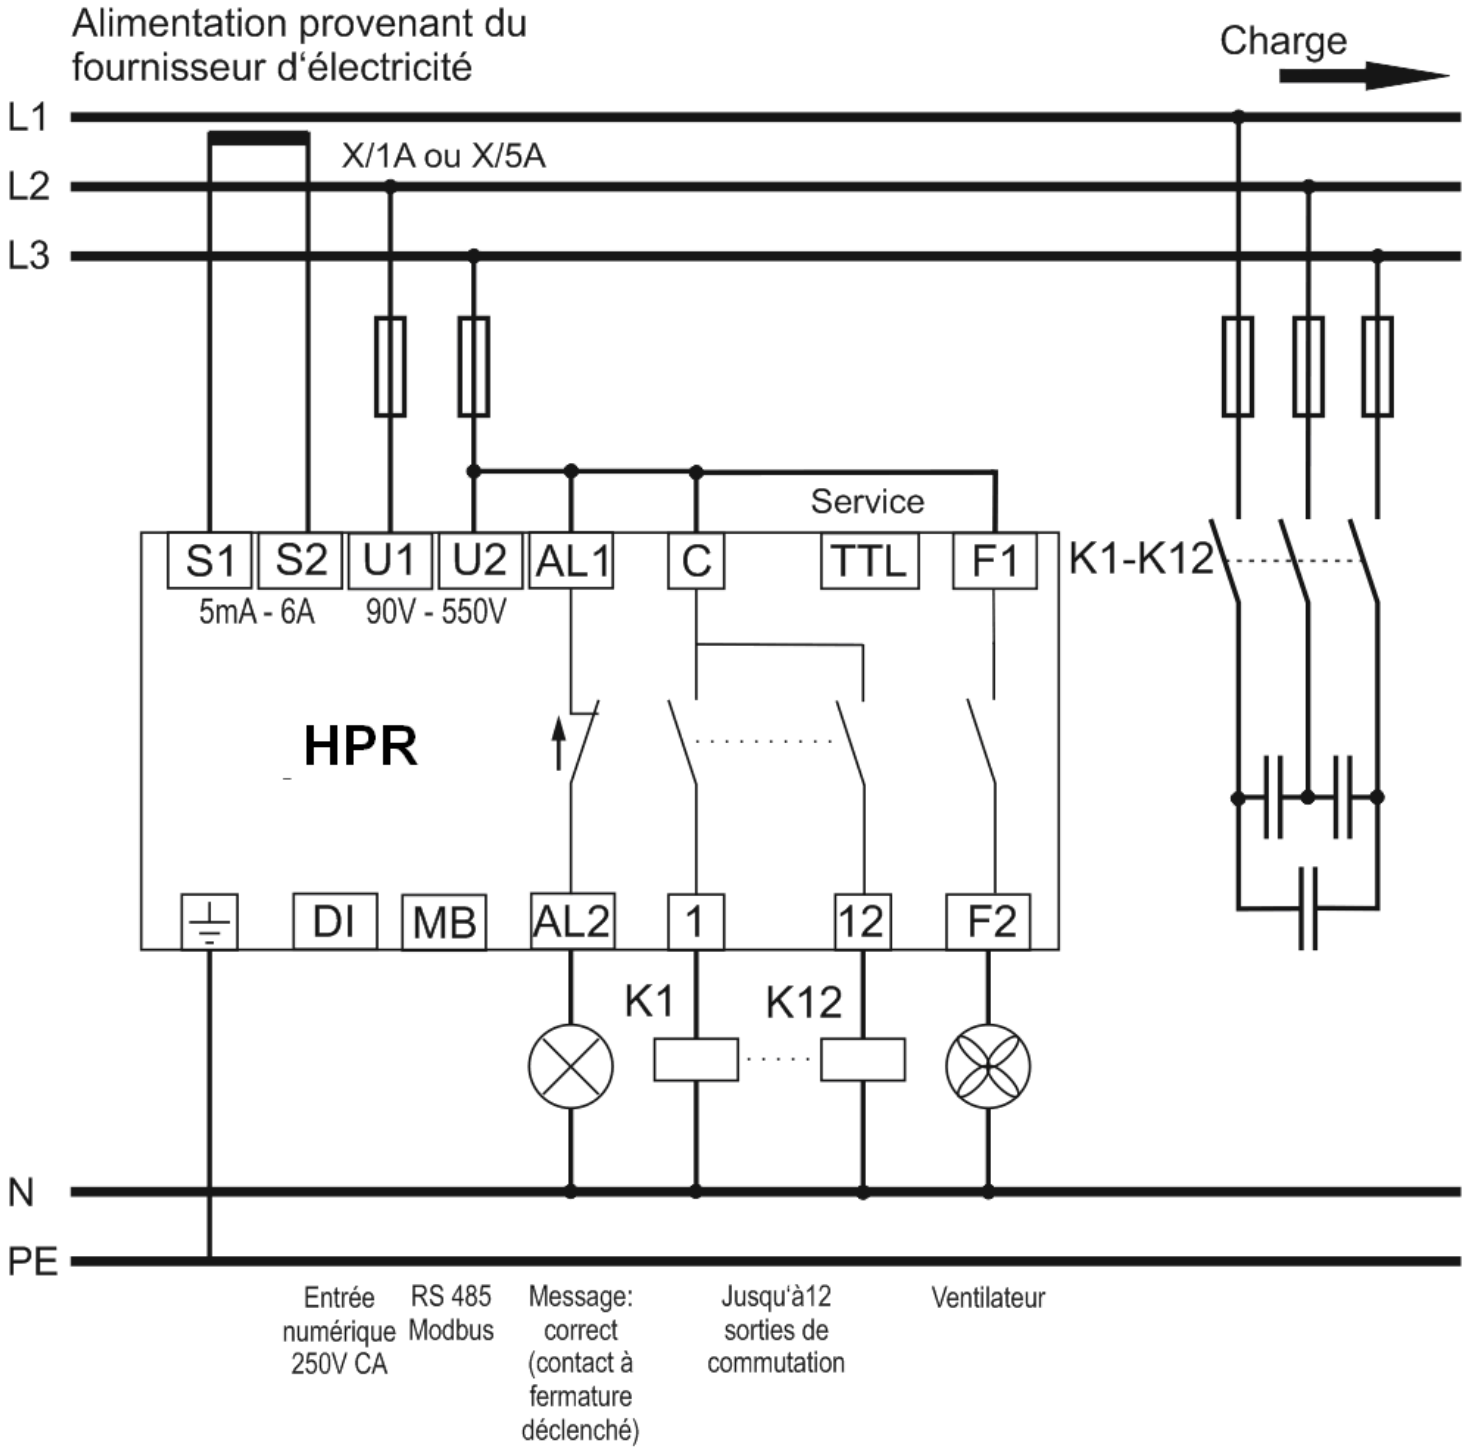 Alimentation provenant du
fournisseur d‘électricité
Charge
L1
X/1A ou X/5A
L2
L3
Service
S1 S2 U1 U2 AL1 C TTL F1
K1-K12
5mA - 6A 90V - 550V
HPR
DI MB AL2 1 12 F2
K1 K12
N
PE
Entrée
numérique
250V CA
RS 485
Modbus
Message:
correct
(contact à
fermature
déclenché)
Jusqu‘à12
sorties de
commutation
Ventilateur